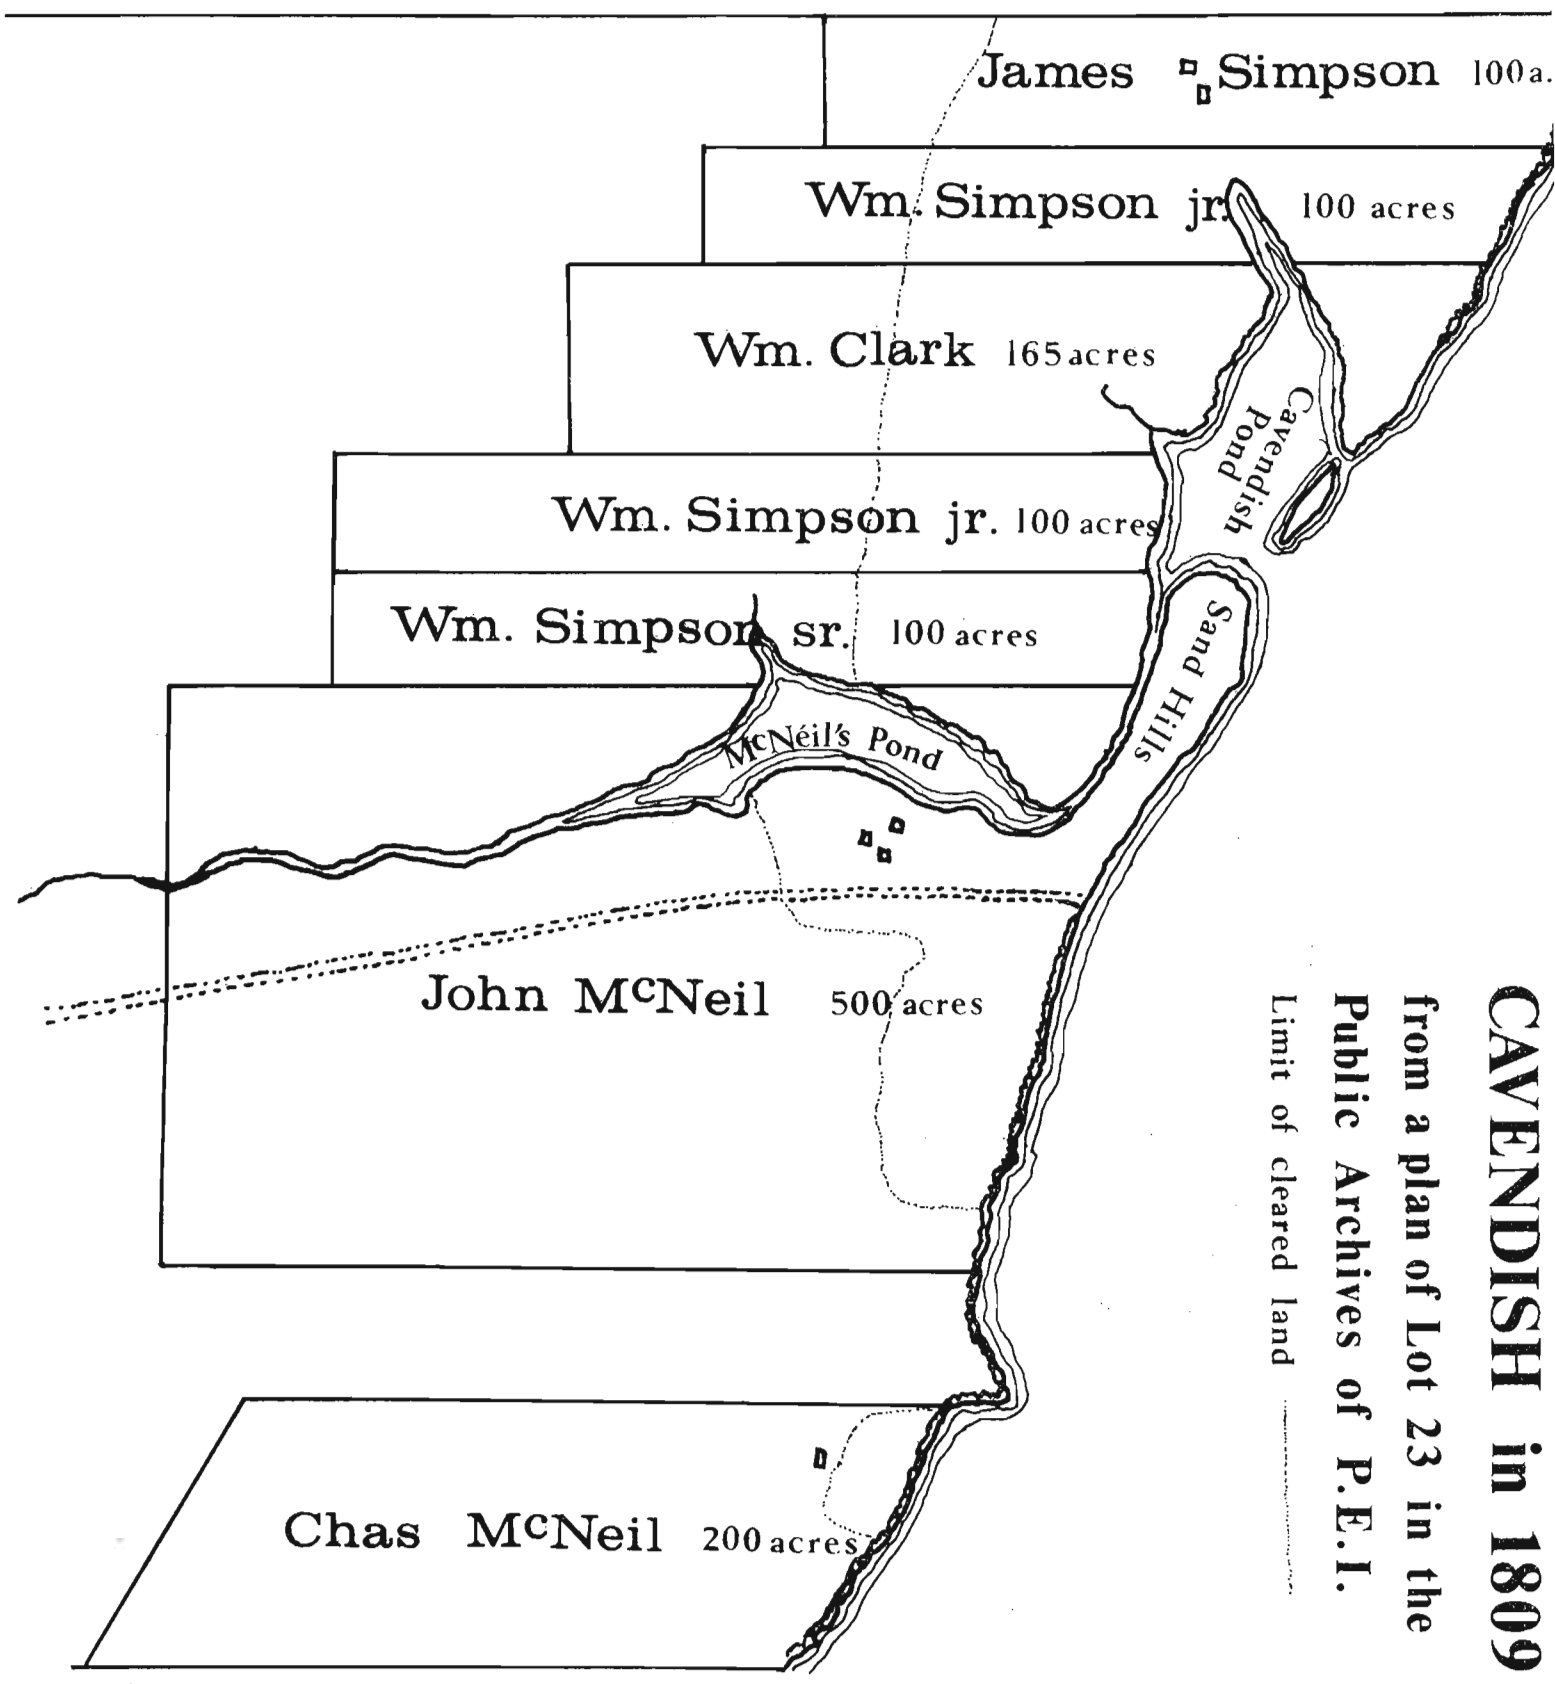 James Simpson 100a.
Wm. Simpson jr. 100 acres
Wm. Clark 165 acres
Cavendish
Pond
Wm. Simpson jr. 100 acres
Wm. Simpson sr. 100 acres
Sand Hills
McNéil's Pond
John McNeil 500 acres
Chas McNeil 200 acres
CAVENDISH in 1809
from a plan of Lot 23 in the
Public Archives of P.E.I.
Limit of cleared land